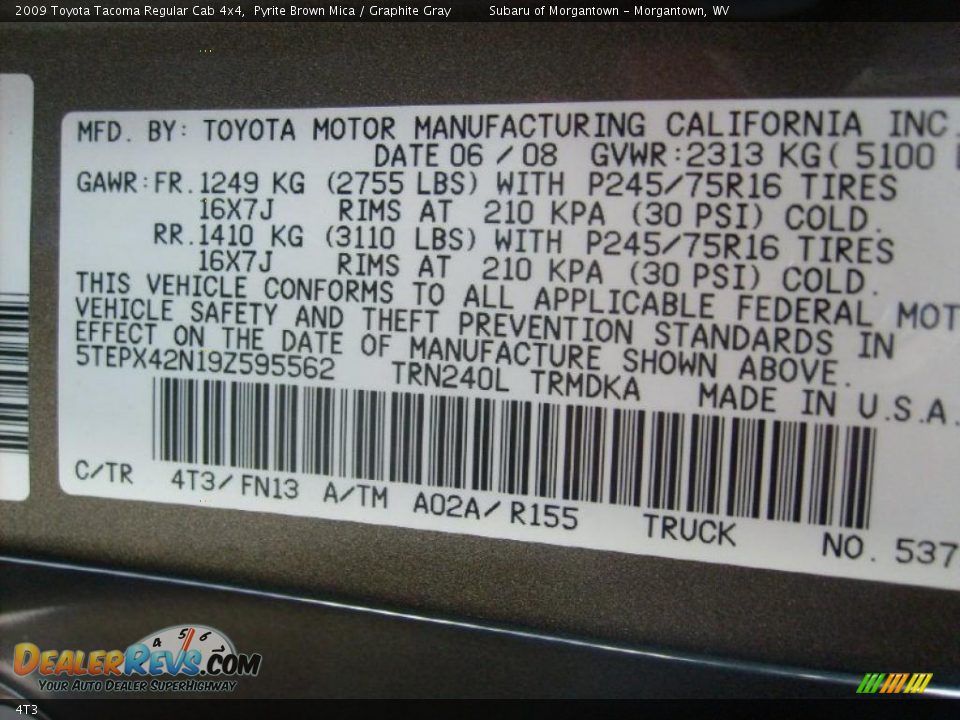 2009 Toyota Tacoma Regular Cab 4x4, Pyrite Brown Mica / Graphite Gray Subaru of Morgantown - Morgantown, WV
MFD. BY: TOYOTA MOTOR MANUFACTURING CALIFORNIA INC.
DATE 06 / 08 GVWR:2313 KG( 5100
GAWR:FR.1249 KG (2755 LBS) WITH P245/75R16 TIRES
16X7J RIMS AT 210 KPA (30 PSI) COLD.
RR.1410 KG (3110 LBS) WITH P245/75R16 TIRES
16X7J RIMS AT 210 KPA (30 PSI) COLD.
THIS VEHICLE CONFORMS TO ALL APPLICABLE FEDERAL MOT
VEHICLE SAFETY AND THEFT PREVENTION STANDARDS IN
EFFECT ON THE DATE OF MANUFACTURE SHOWN ABOVE.
5TEPX42N19Z595562 TRN240L TRMDKA MADE IN U.S.A.
C/TR 4T3/FN13 A/TM A02A/R155 TRUCK NO. 537
4 5 6
DEALERREVS.COM
YOUR AUTO DEALER SUPERHIGHWAY
4T3